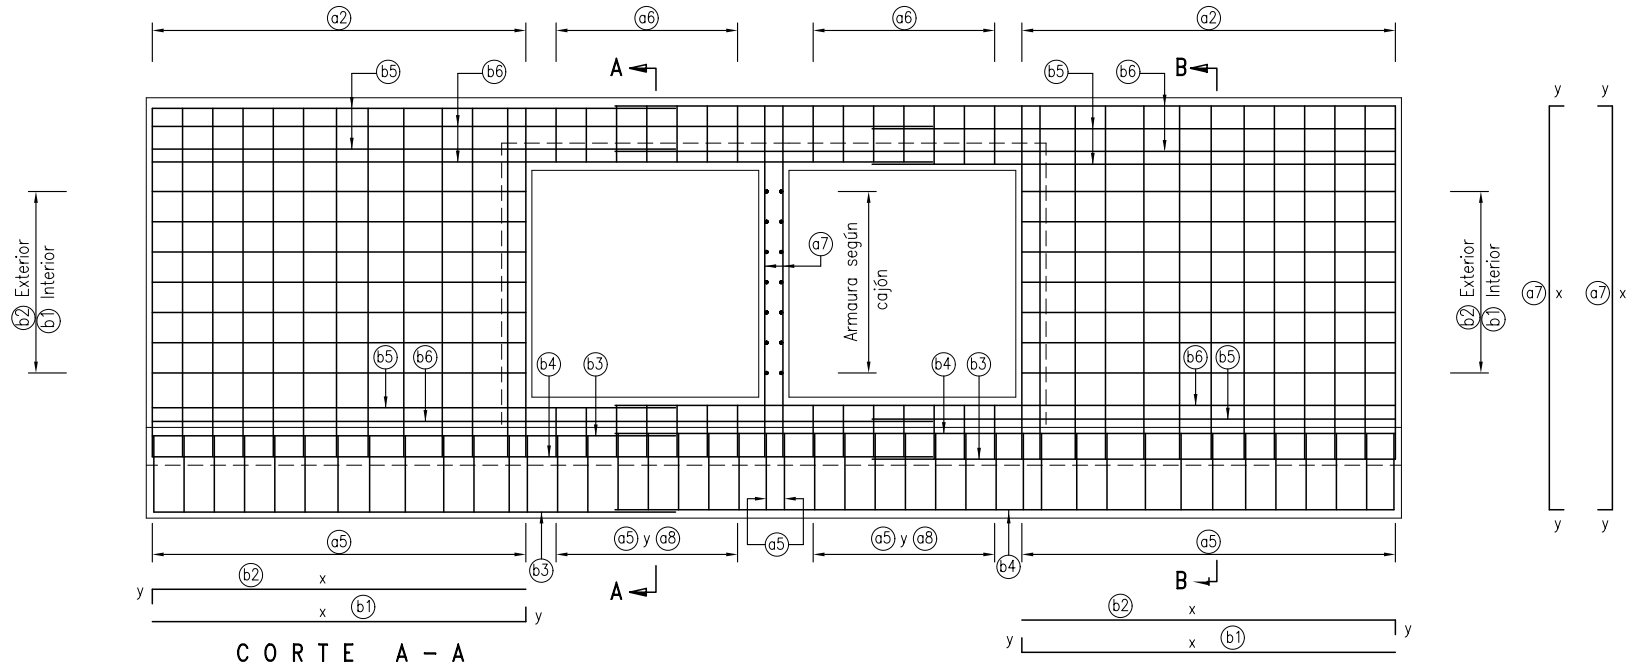 a2 a6 a6 a2
A B
b5 b6 b5 b6
y y
a7
b2 Exterior
b1 Interior
Armaura según
cajón
b2 Exterior
b1 Interior
a7 x a7 x
b5 b6 b4 b3 b4 b3 b6 b5
y y
a5 a5 y a8 a5 a5 y a8 a5
b3 b4
A B
b2 x
y
x b1 y
b2 x
y
y x b1
CORTE A-A